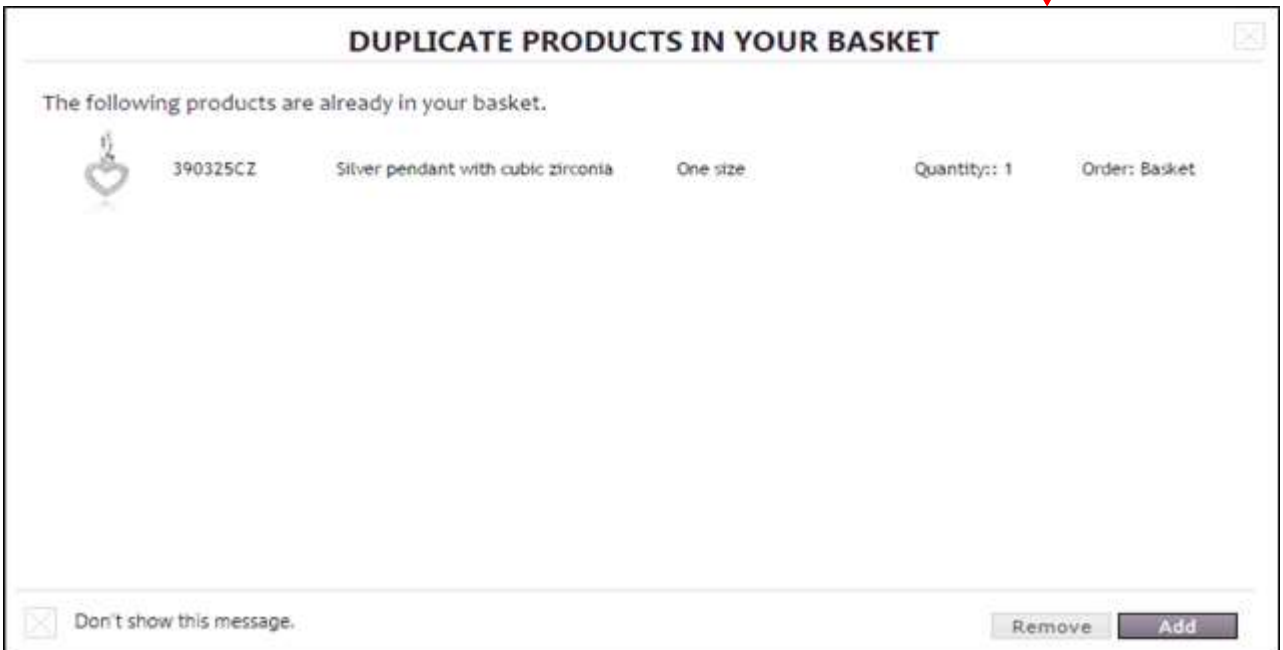 DUPLICATE PRODUCTS IN YOUR BASKET
The following products are already in your basket.
390325CZ Silver pendant with cubic zirconia One size Quantity:: 1 Order: Basket
Don't show this message.
Remove Add